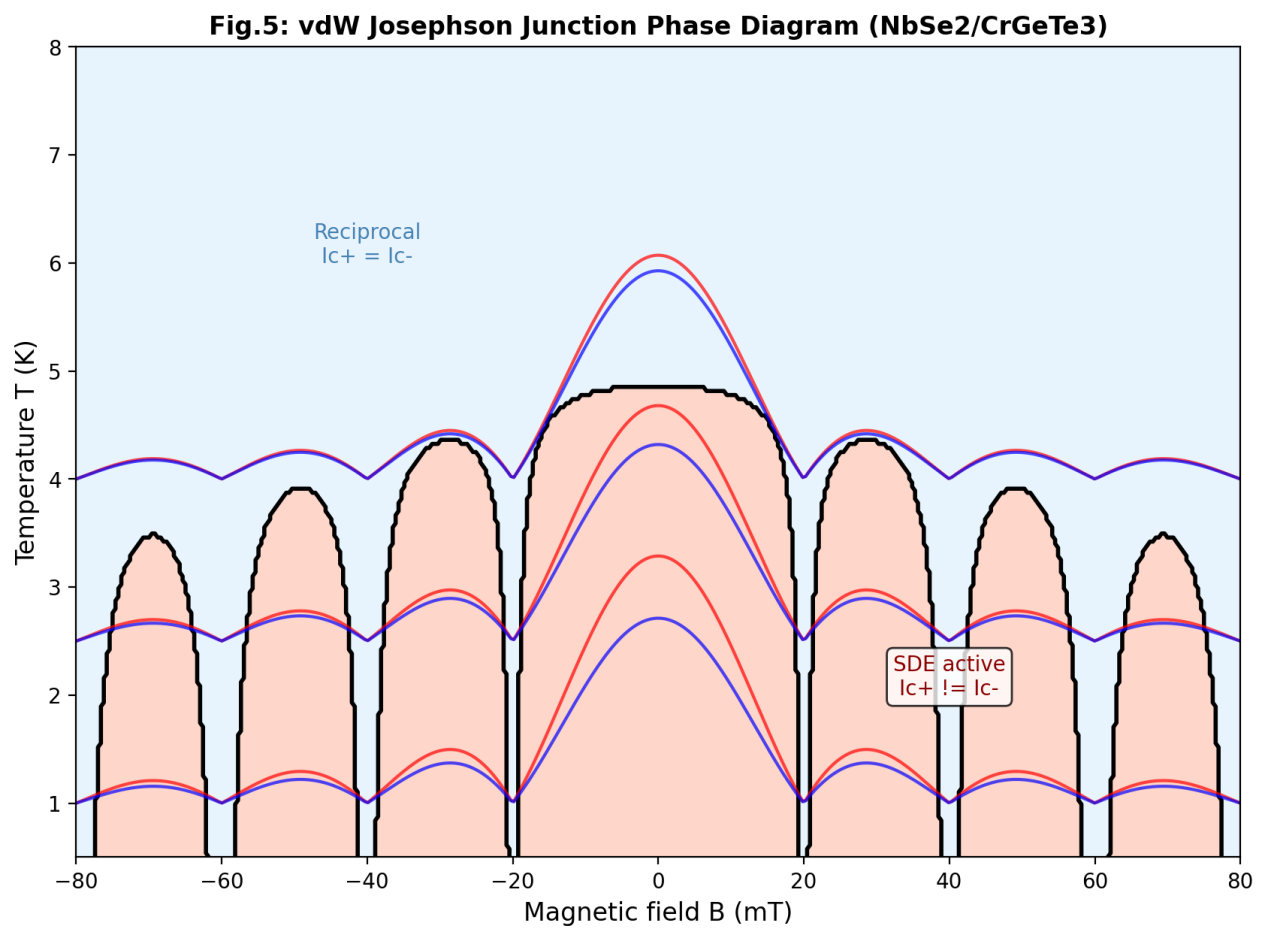 Fig.5: vdW Josephson Junction Phase Diagram (NbSe2/CrGeTe3)
8
7
6
5
4
3
2
1
Temperature T (K)
Reciprocal
Ic+ = Ic-
SDE active
Ic+ != Ic-
−80
−60
−40
−20
0
20
40
60
80
Magnetic field B (mT)